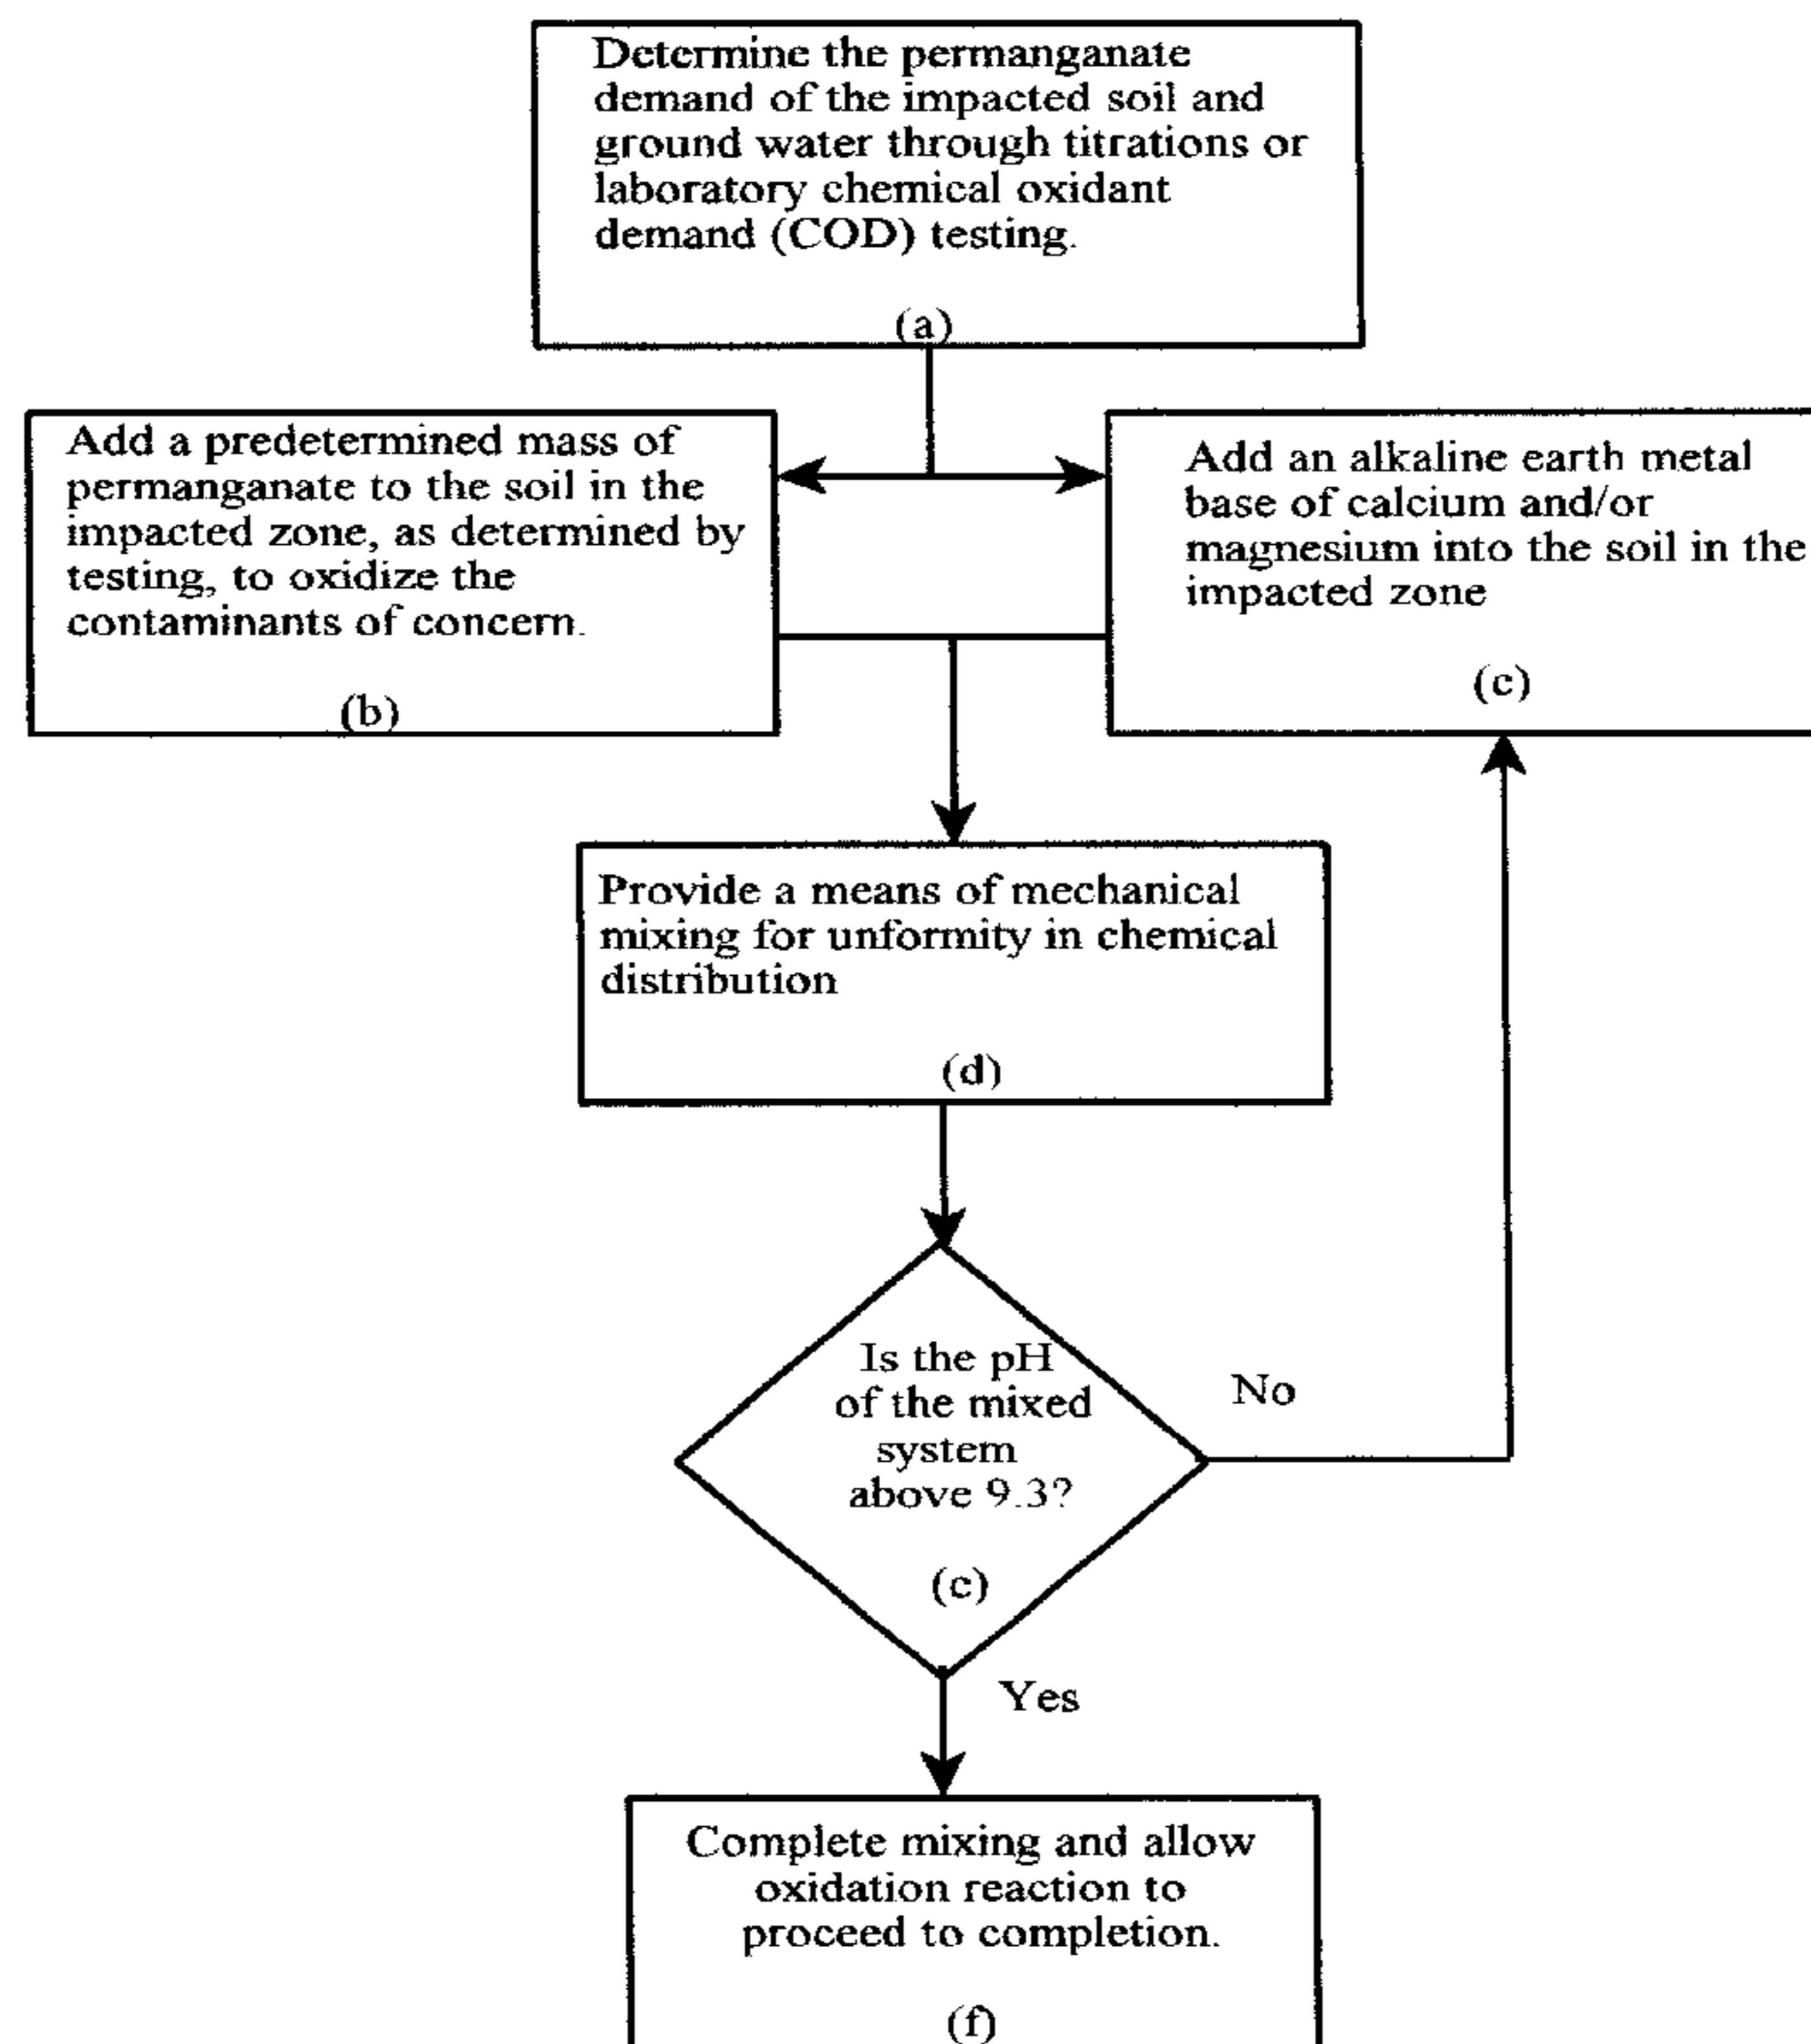 Determine the permanganate
demand of the impacted soil and
ground water through titrations or
laboratory chemical oxidant
demand (COD) testing.
(a)
Add a predetermined mass of
permanganate to the soil in the
impacted zone, as determined by
testing, to oxidize the
contaminants of concern.
(b)
Add an alkaline earth metal
base of calcium and/or
magnesium into the soil in the
impacted zone
(c)
Provide a means of mechanical
mixing for unformity in chemical
distribution
(d)
Is the pH
of the mixed
system
above 9.3?
(e)
No
Yes
Complete mixing and allow
oxidation reaction to
proceed to completion.
(f)